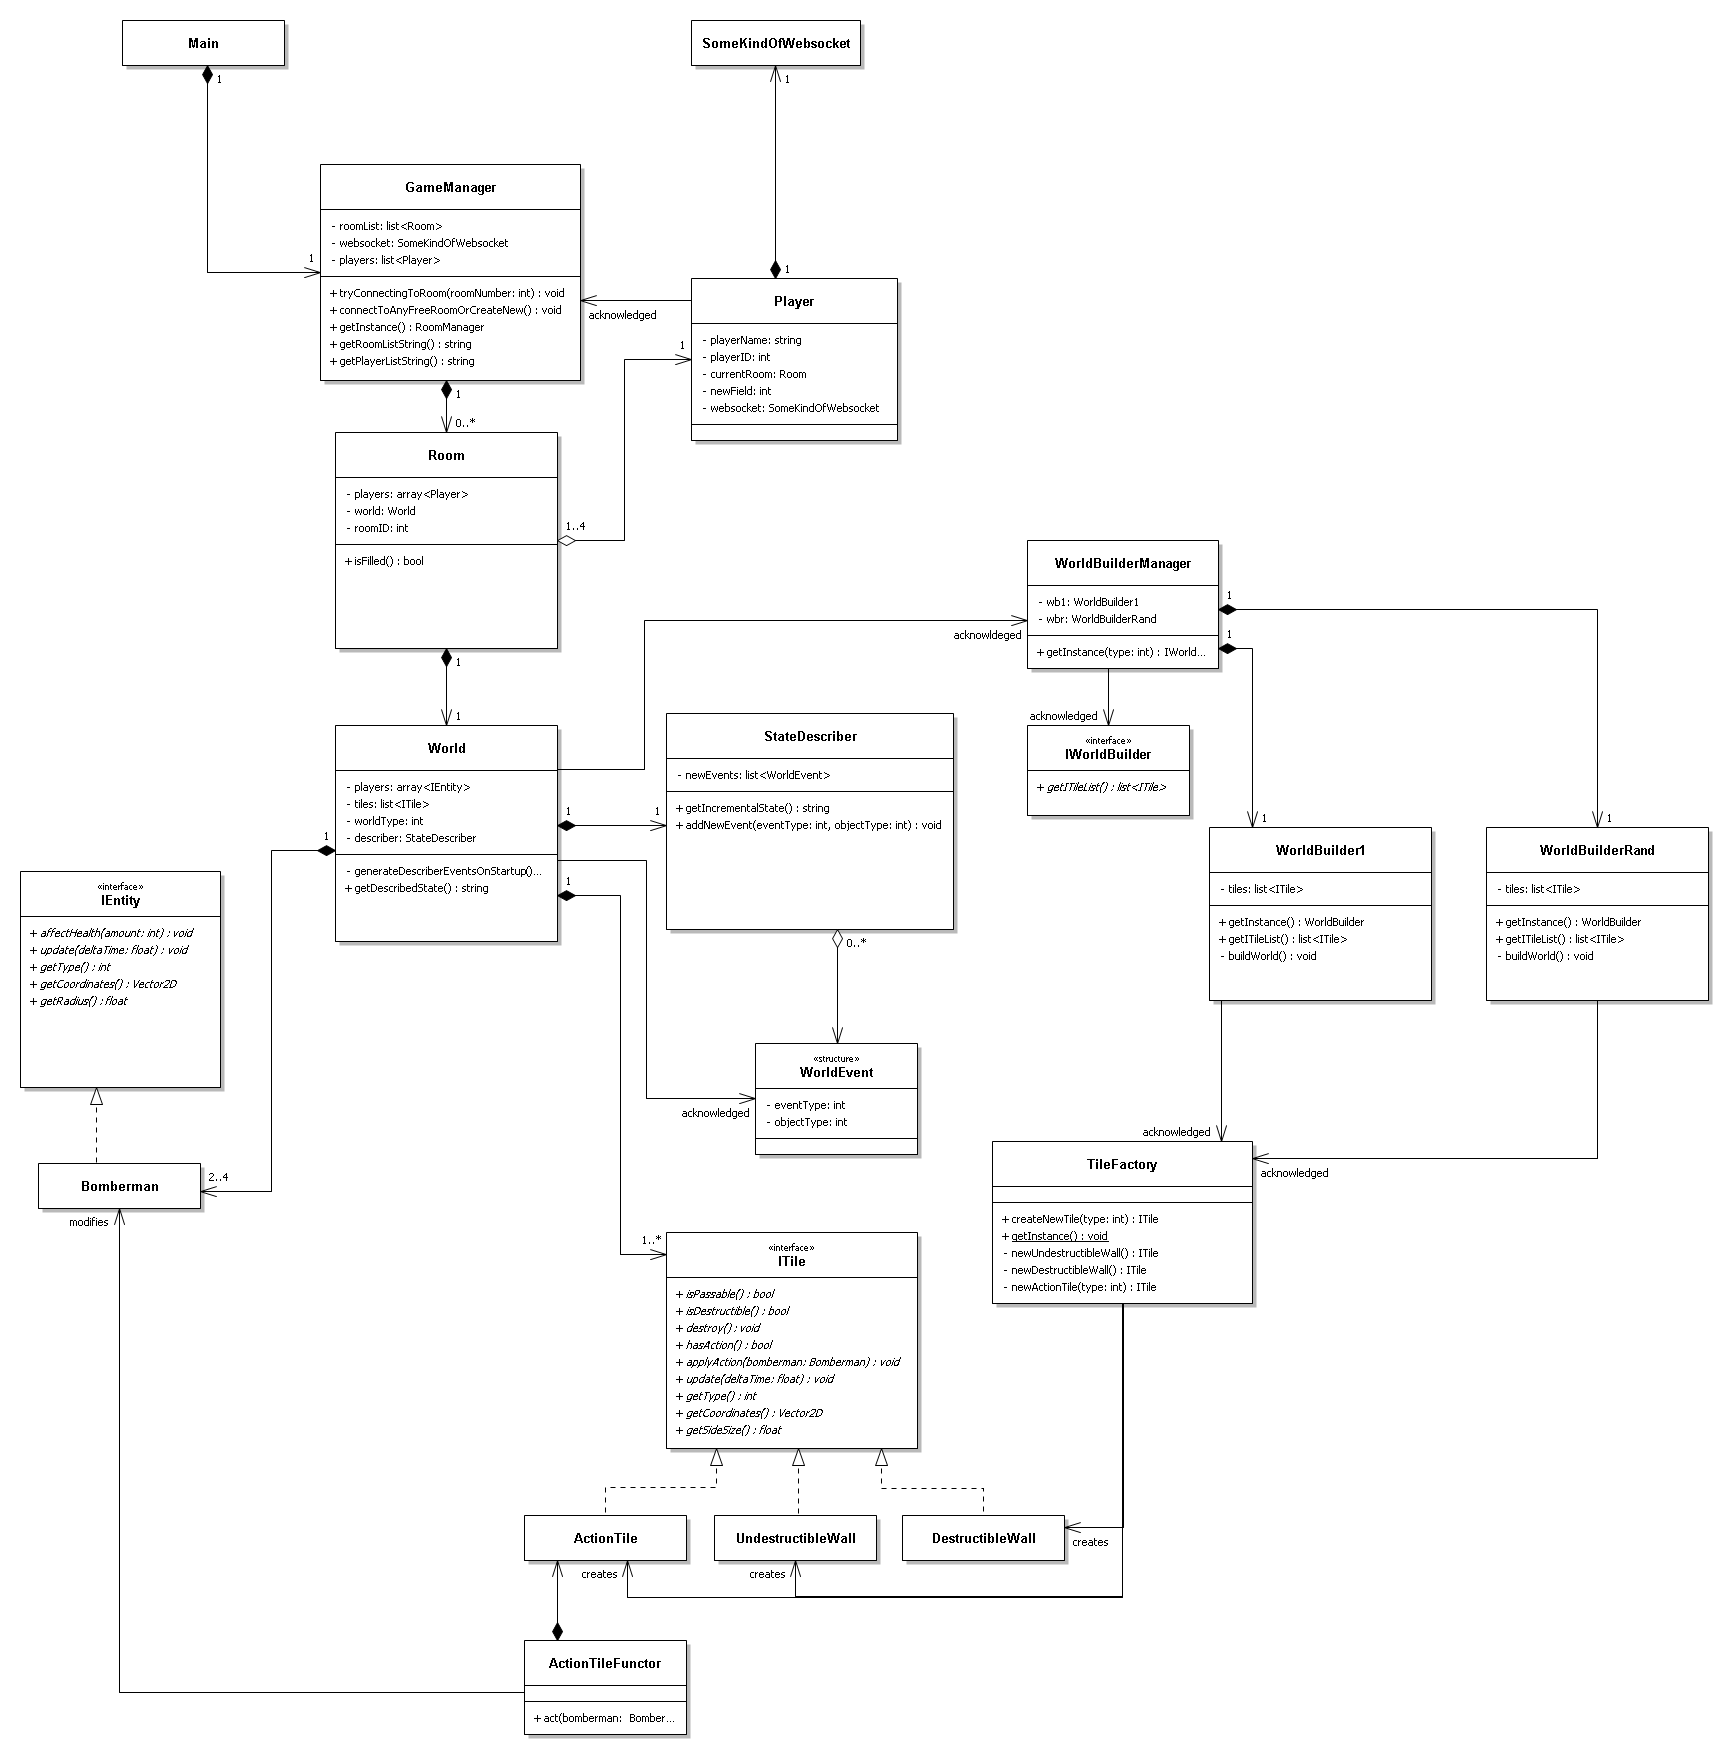 Main
1
1
SomeKindOfWebsocket
1
1
GameManager
- roomList: list<Room>
- websocket: SomeKindOfWebsocket
- players: list<Player>
+ tryConnectingToRoom(roomNumber: int) : void
+ connectToAnyFreeRoomOrCreateNew() : void
+ getInstance() : RoomManager
+ getRoomListString() : string
+ getPlayerListString() : string
acknowledged
Player
- playerName: string
- playerID: int
- currentRoom: Room
- newField: int
- websocket: SomeKindOfWebsocket
1
1
0..*
Room
- players: array<Player>
- world: World
- roomID: int
+ isFilled() : bool
1..4
1
1
WorldBuilderManager
- wb1: WorldBuilder1
- wbr: WorldBuilderRand
+ getInstance(type: int) : IWorld...
1
1
acknowldeged
acknowledged
«interface»
IWorldBuilder
+ getITileList() : list<ITile>
World
- players: array<IEntity>
- tiles: list<ITile>
- worldType: int
- describer: StateDescriber
- generateDescriberEventsOnStartup()...
+ getDescribedState() : string
1
1
1
1
StateDescriber
- newEvents: list<WorldEvent>
+ getIncrementalState() : string
+ addNewEvent(eventType: int, objectType: int) : void
0..*
1
WorldBuilder1
- tiles: list<ITile>
+ getInstance() : WorldBuilder
+ getITileList() : list<ITile>
- buildWorld() : void
1
WorldBuilderRand
- tiles: list<ITile>
+ getInstance() : WorldBuilder
+ getITileList() : list<ITile>
- buildWorld() : void
«interface»
IEntity
+ affectHealth(amount: int) : void
+ update(deltaTime: float) : void
+ getType() : int
+ getCoordinates() : Vector2D
+ getRadius() : float
«structure»
WorldEvent
- eventType: int
- objectType: int
acknowledged
acknowledged
acknowledged
TileFactory
+ createNewTile(type: int) : ITile
+ getInstance() : void
- newUndestructibleWall() : ITile
- newDestructibleWall() : ITile
- newActionTile(type: int) : ITile
Bomberman
2..4
modifies
1..*
«interface»
ITile
+ isPassable() : bool
+ isDestructible() : bool
+ destroy() : void
+ hasAction() : bool
+ applyAction(bomberman: Bomberman) : void
+ update(deltaTime: float) : void
+ getType() : int
+ getCoordinates() : Vector2D
+ getSideSize() : float
ActionTile
UndestructibleWall
DestructibleWall
creates
creates
creates
ActionTileFunctor
+ act(bomberman: Bomber...